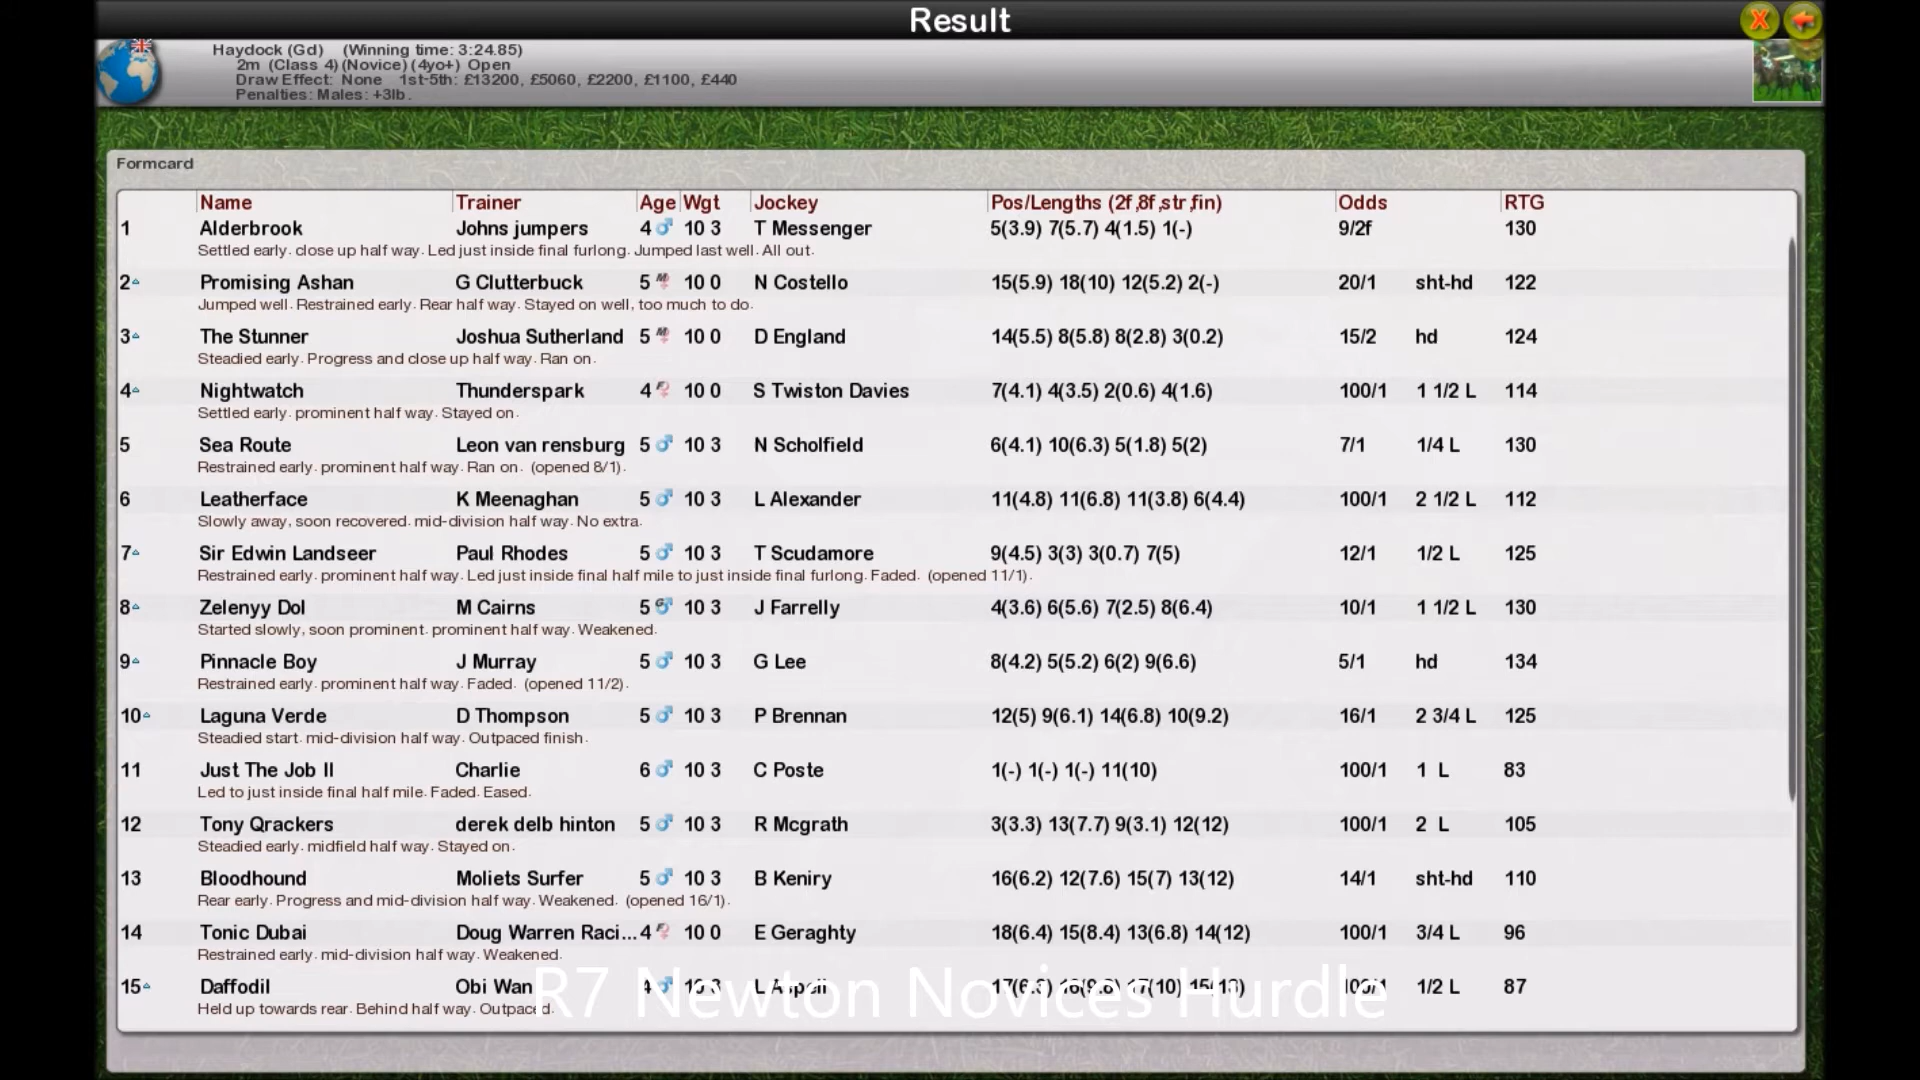 Result
Haydock (Gd) (Winning time: 3:24.85)
2m (Class 4) (Novice) (4yo+) Open
Draw Effect: None 1st-5th: £13200, £5060, £2200, £1100, £440
Penalties: Males: +3lb.
Formcard
Name Trainer Age Wgt Jockey Pos/Lengths (2f,8f,str,fin) Odds RTG
1 Alderbrook Johns jumpers 4 10 3 T Messenger 5(3.9) 7(5.7) 4(1.5) 1(-) 9/2f 130
Settled early. close up half way. Led just inside final furlong. Jumped last well. All out.
2 Promising Ashan G Clutterbuck 5 10 0 N Costello 15(5.9) 18(10) 12(5.2) 2(-) 20/1 sht-hd 122
Jumped well. Restrained early. Rear half way. Stayed on well, too much to do.
3 The Stunner Joshua Sutherland 5 10 0 D England 14(5.5) 8(5.8) 8(2.8) 3(0.2) 15/2 hd 124
Steadied early. Progress and close up half way. Ran on.
4 Nightwatch Thunderspark 4 10 0 S Twiston Davies 7(4.1) 4(3.5) 2(0.6) 4(1.6) 100/1 1 1/2 L 114
Settled early. prominent half way. Stayed on.
5 Sea Route Leon van rensburg 5 10 3 N Scholfield 6(4.1) 10(6.3) 5(1.8) 5(2) 7/1 1/4 L 130
Restrained early. prominent half way. Ran on. (opened 8/1).
6 Leatherface K Meenaghan 5 10 3 L Alexander 11(4.8) 11(6.8) 11(3.8) 6(4.4) 100/1 2 1/2 L 112
Slowly away, soon recovered. mid-division half way. No extra.
7 Sir Edwin Landseer Paul Rhodes 5 10 3 T Scudamore 9(4.5) 3(3) 3(0.7) 7(5) 12/1 1/2 L 125
Restrained early. prominent half way. Led just inside final half mile to just inside final furlong. Faded. (opened 11/1).
8 Zelenyy Dol M Cairns 5 10 3 J Farrelly 4(3.6) 6(5.6) 7(2.5) 8(6.4) 10/1 1 1/2 L 130
Started slowly, soon prominent. prominent half way. Weakened.
9 Pinnacle Boy J Murray 5 10 3 G Lee 8(4.2) 5(5.2) 6(2) 9(6.6) 5/1 hd 134
Restrained early. prominent half way. Faded. (opened 11/2).
10 Laguna Verde D Thompson 5 10 3 P Brennan 12(5) 9(6.1) 14(6.8) 10(9.2) 16/1 2 3/4 L 125
Steadied start. mid-division half way. Outpaced finish.
11 Just The Job II Charlie 6 10 3 C Poste 1(-) 1(-) 1(-) 11(10) 100/1 1 L 83
Led to just inside final half mile. Faded. Eased.
12 Tony Qrackers derek delb hinton 5 10 3 R Mcgrath 3(3.3) 13(7.7) 9(3.1) 12(12) 100/1 2 L 105
Steadied early. midfield half way. Stayed on.
13 Bloodhound Moliets Surfer 5 10 3 B Keniry 16(6.2) 12(7.6) 15(7) 13(12) 14/1 sht-hd 110
Rear early. Progress and mid-division half way. Weakened. (opened 16/1).
14 Tonic Dubai Doug Warren Raci... 4 10 0 E Geraghty 18(6.4) 15(8.4) 13(6.8) 14(12) 100/1 3/4 L 96
Restrained early. mid-division half way. Weakened.
15 Daffodil Obi Wan 4 10 3 L Aspell 17(10) 100/1 1/2 L 87
R7 Newton Novices Hurdle
Held up towards rear. Behind half way. Outpaced.